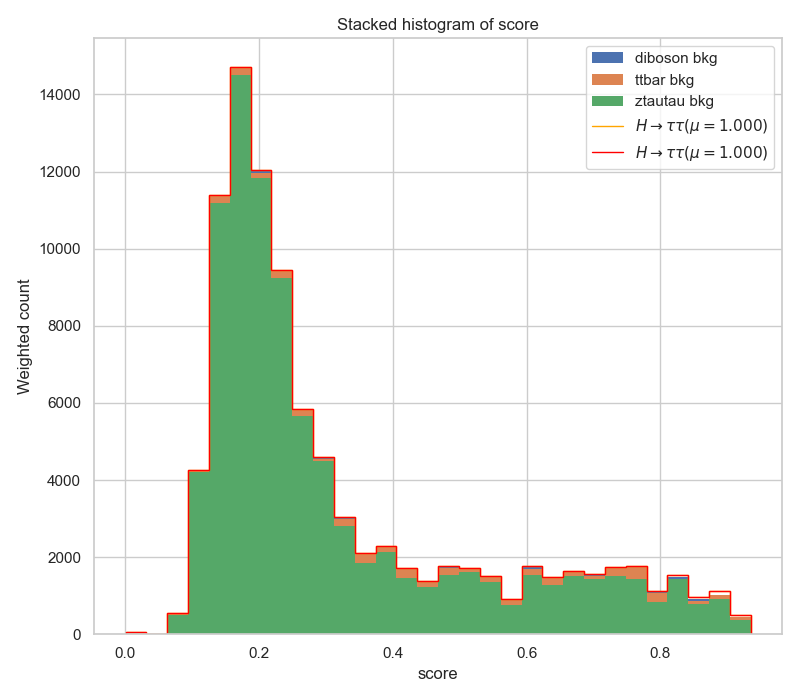 Stacked histogram of score
diboson bkg
ttbar bkg
ztautau bkg
H → ττ(μ = 1.000)
H → ττ(μ = 1.000)
14000
12000
10000
8000
6000
4000
2000
0
Weighted count
0.0 0.2 0.4 0.6 0.8
score